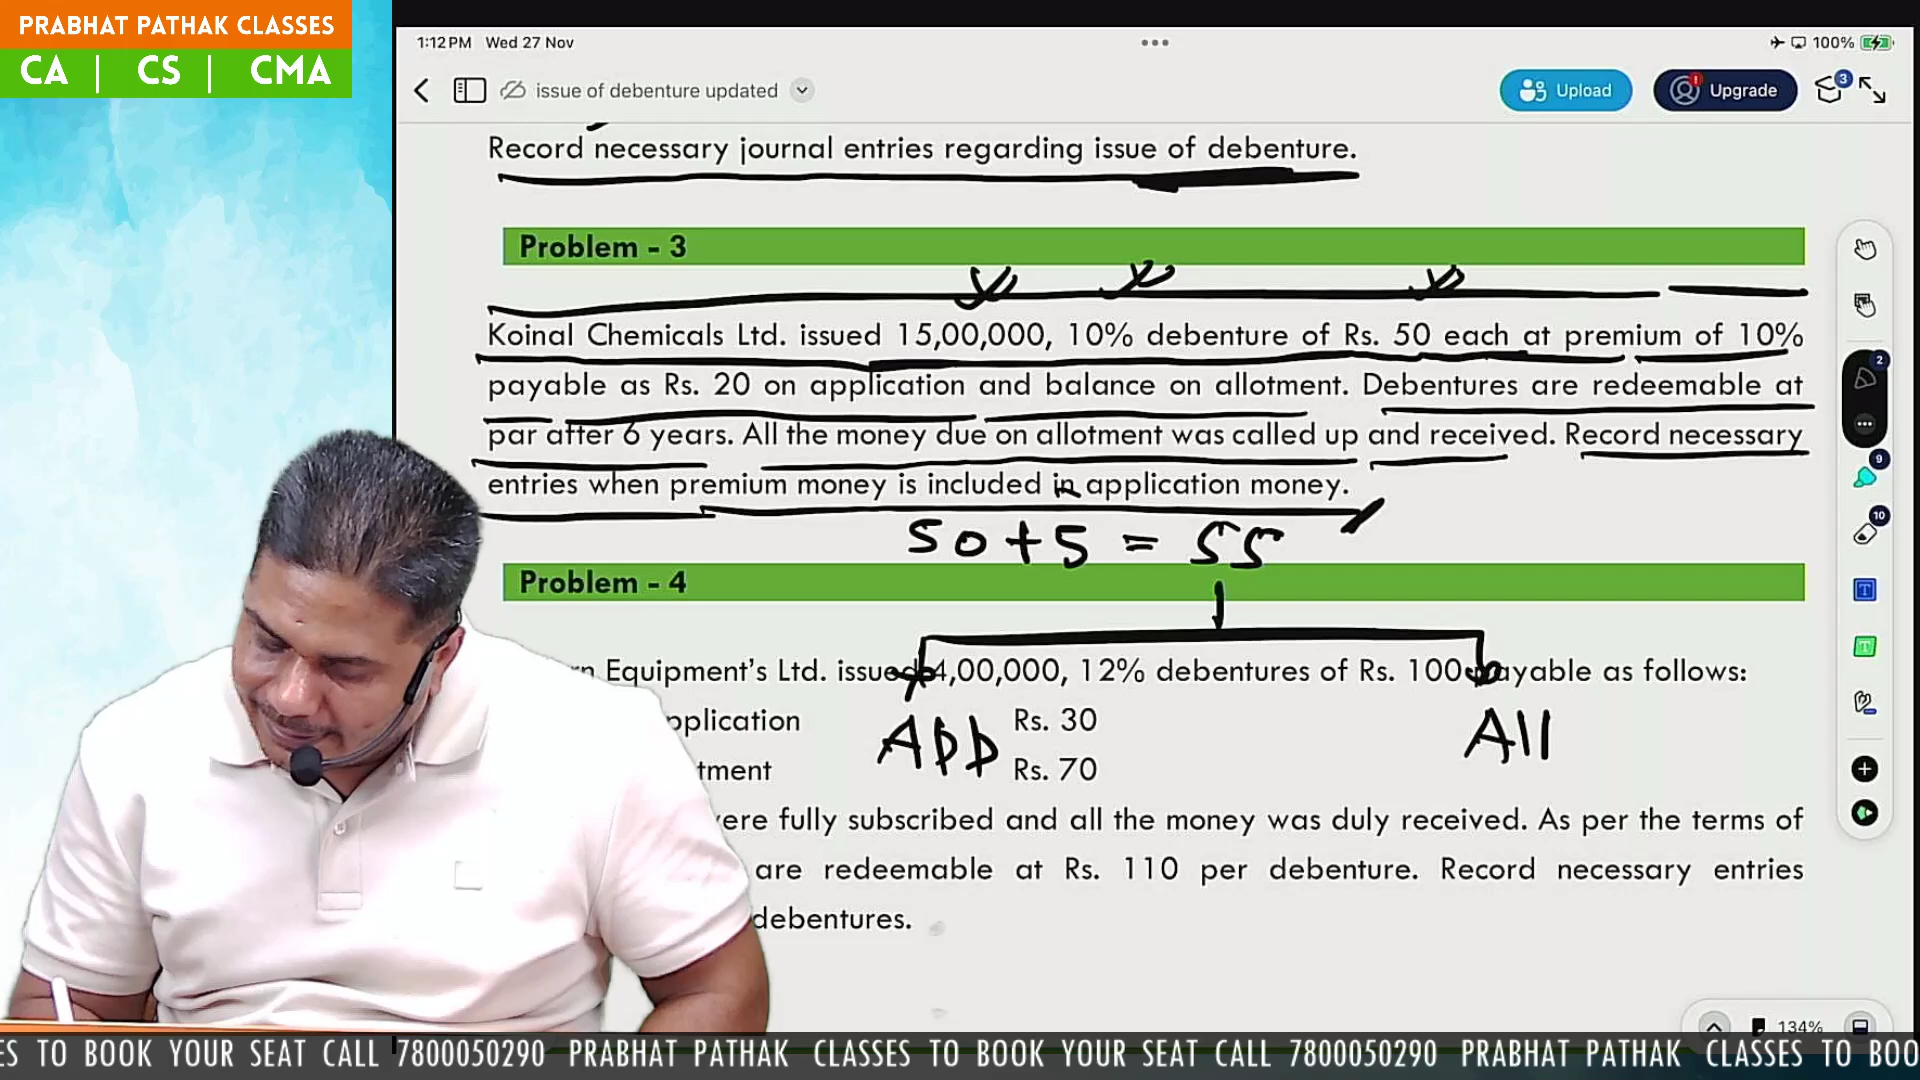 PRABHAT PATHAK CLASSES
CA | CS | CMA
1:12 PM Wed 27 Nov
100%
issue of debenture updated
Upload
Upgrade
3
Record necessary journal entries regarding issue of debenture.
Problem - 3
Koinal Chemicals Ltd. issued 15,00,000, 10% debenture of Rs. 50 each at premium of 10%
payable as Rs. 20 on application and balance on allotment. Debentures are redeemable at
par after 6 years. All the money due on allotment was called up and received. Record necessary
entries when premium money is included in application money.
50+5 = 55
Problem - 4
Equipment's Ltd. issued 4,00,000, 12% debentures of Rs. 100 payable as follows:
pplication Rs. 30
App All
tment Rs. 70
ere fully subscribed and all the money was duly received. As per the terms of
are redeemable at Rs. 110 per debenture. Record necessary entries
debentures.
2
9
10
134%
ES TO BOOK YOUR SEAT CALL 7800050290 PRABHAT PATHAK CLASSES TO BOOK YOUR SEAT CALL 7800050290 PRABHAT PATHAK CLASSES TO BOO